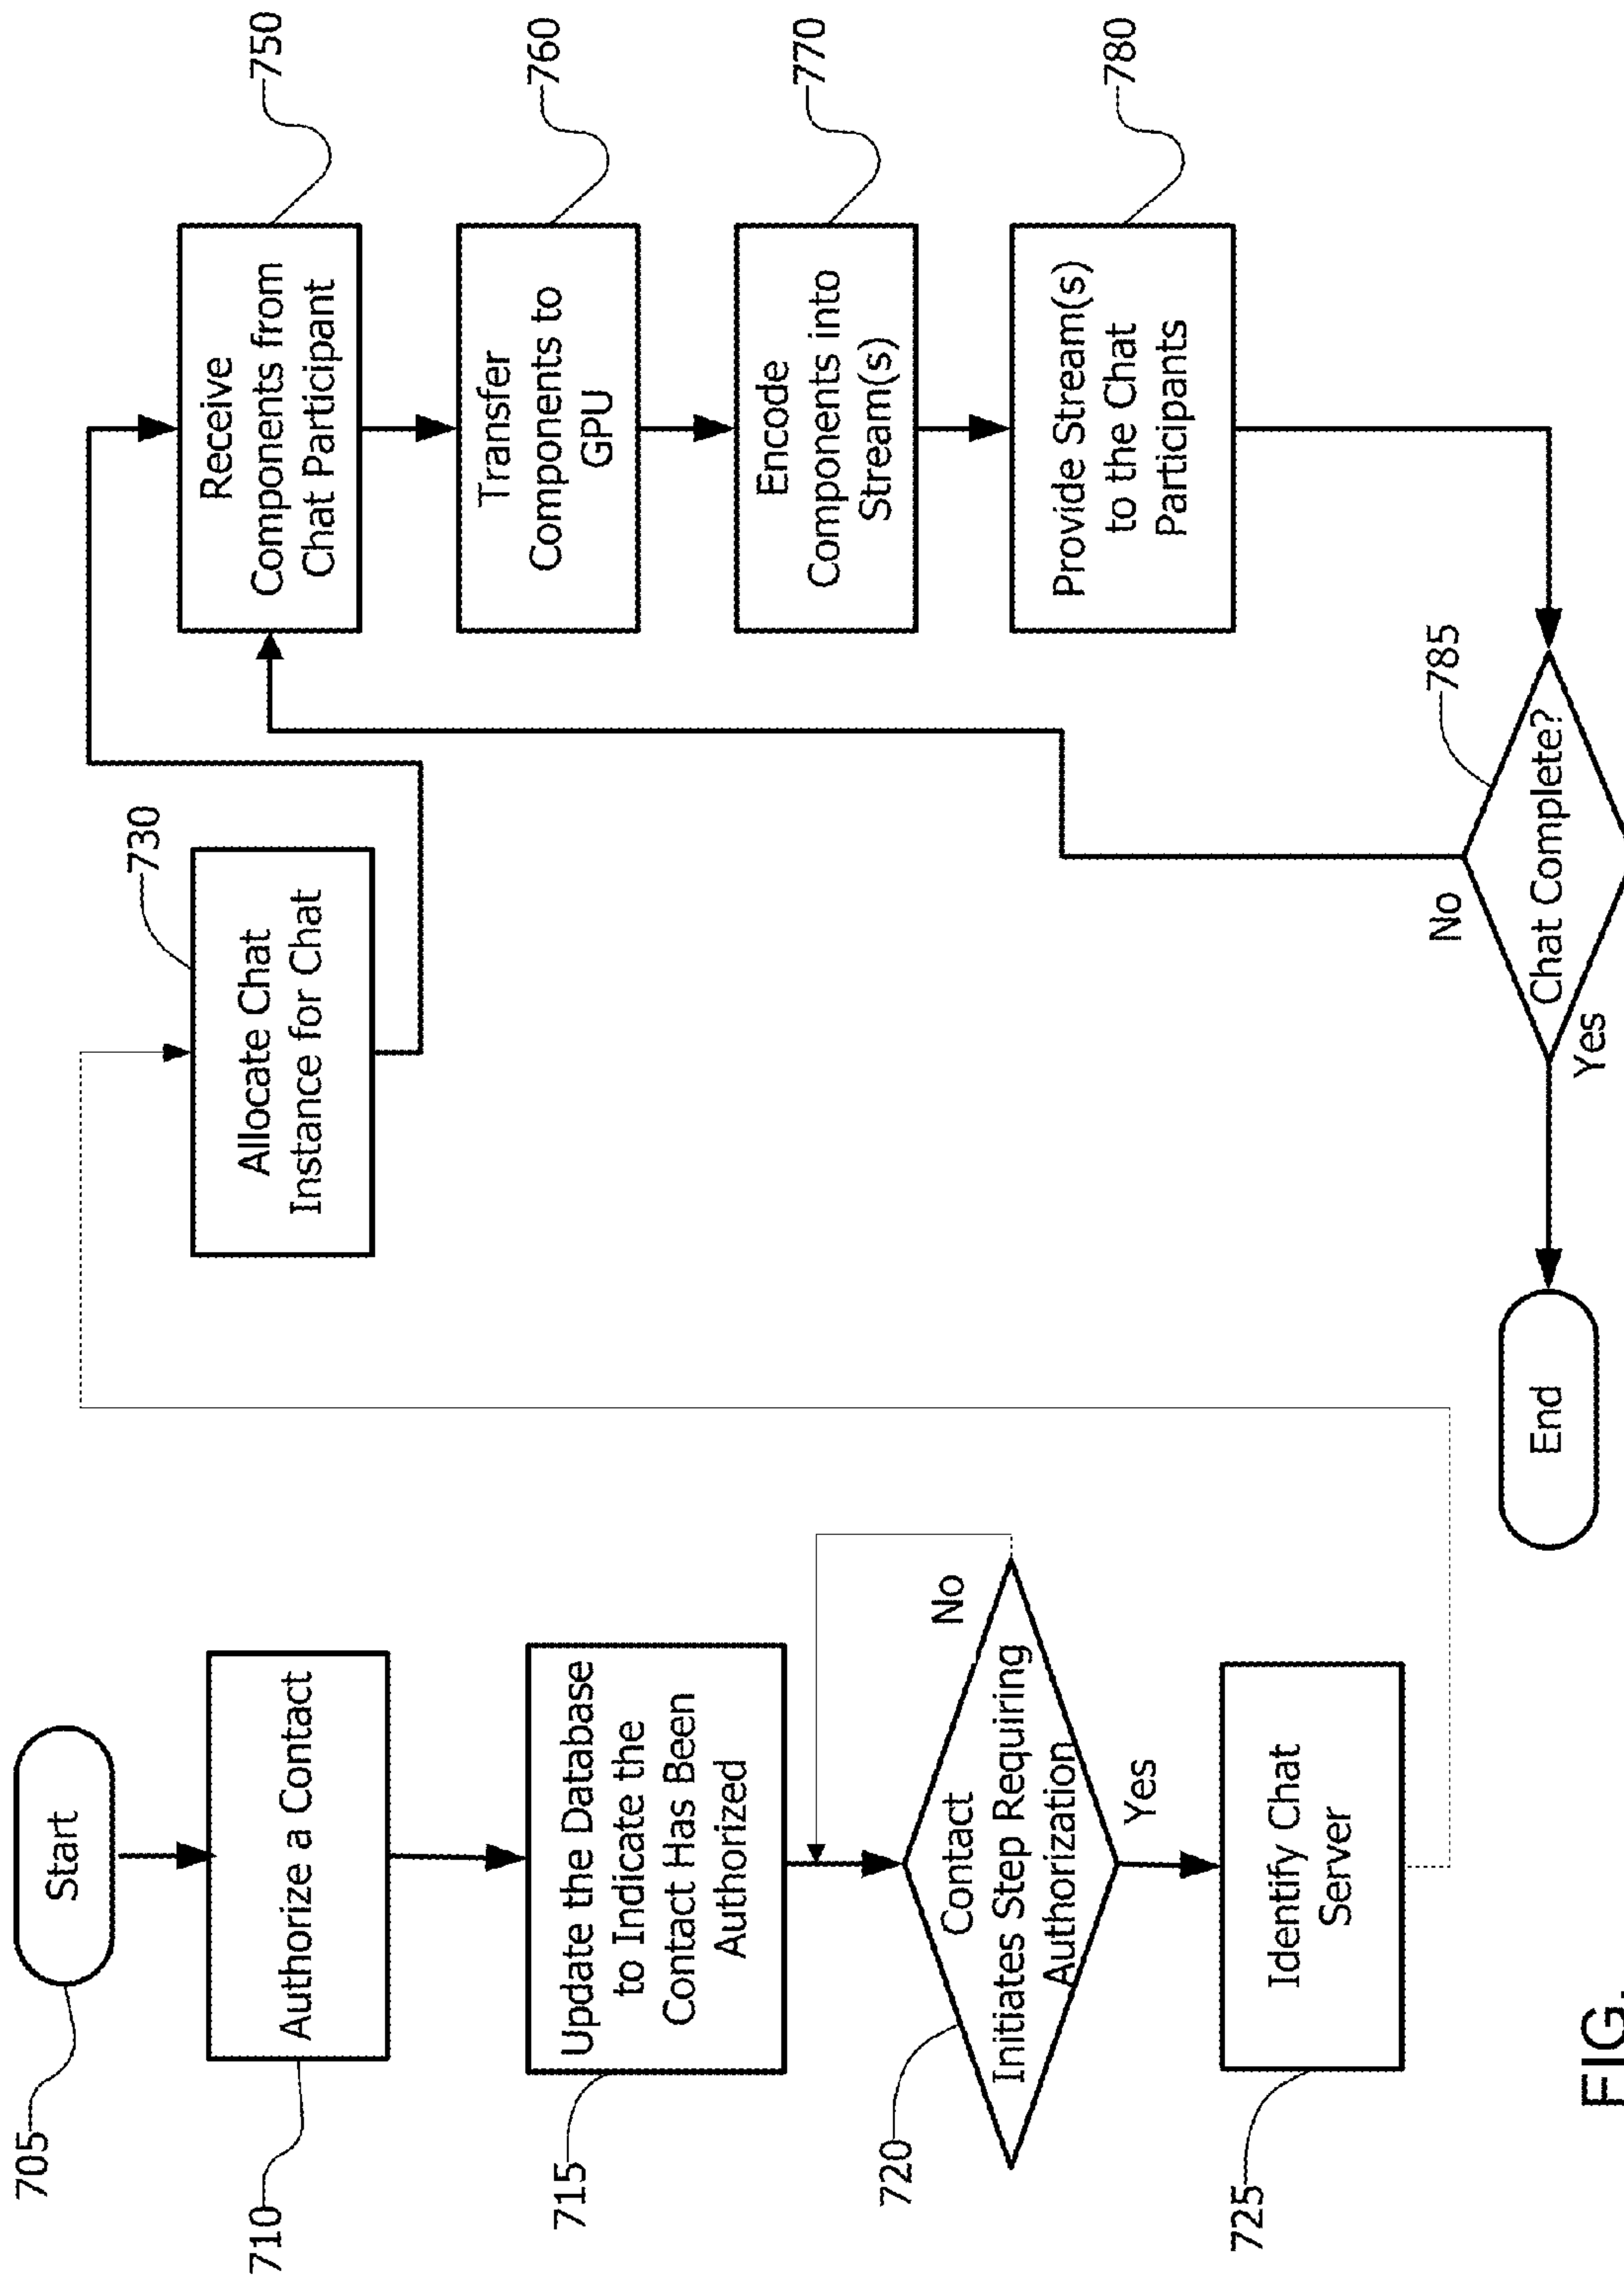 705
Start
710
Authorize a Contact
715
Update the Database
to Indicate the
Contact Has Been
Authorized
720
Contact
Initiates Step Requiring
Authorization
No
Yes
725
Identify Chat
Server
730
Allocate Chat
Instance for Chat
750
Receive
Components from
Chat Participant
760
Transfer
Components to
GPU
770
Encode
Components into
Stream(s)
780
Provide Stream(s)
to the Chat
Participants
785
Chat Complete?
No
Yes
End
FIG.